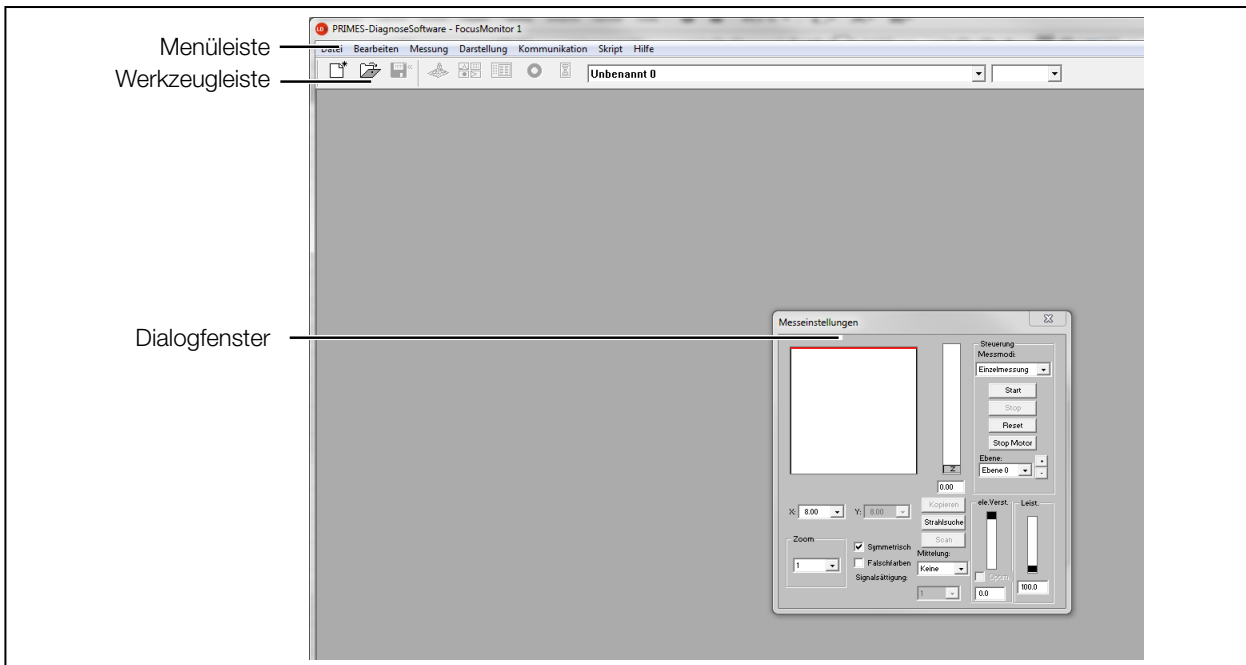 PRIMES-DiagnoseSoftware - FocusMonitor 1
Menüleiste
Datei Bearbeiten Messung Darstellung Kommunikation Skript Hilfe
Werkzeugleiste
Unbenannt 0
Dialogfenster
Messeinstellungen
Steuerung
Messmodi:
Einzelmessung
Start
Stop
Reset
Stop Motor
Ebene:
Ebene 0
+
-
Z
0.00
X: 8.00 Y: 8.00
Kopieren
Strahlsuche
Scan
Zoom
1
Symmetrisch
Falschfarben
Signalsättigung:
Mittelung:
Keine
1
ele.Verst.
Optim.
0.0
Leist.
100.0